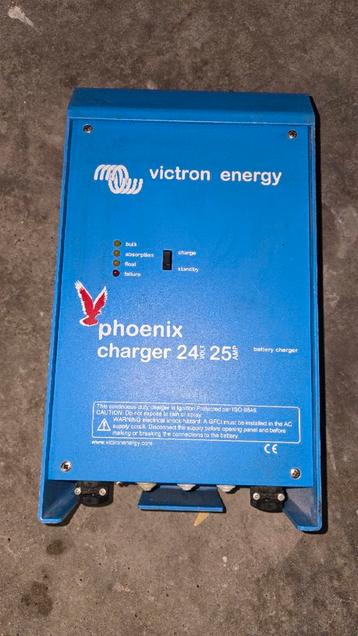 victron energy
bulk
absorption
float
failure
charge
standby
phoenix
charger 24 VOLT 25 AMP
battery charger
This continuous duty charger is Ignition Protected per ISO 8846
CAUTION: Do not expose to rain or spray.
WARNING: electrical shock hazard. A GFCI must be installed in the AC
supply circuit. Disconnect the supply before opening panel and before
making or breaking the connections to the battery.
www.victronenergy.com
CE